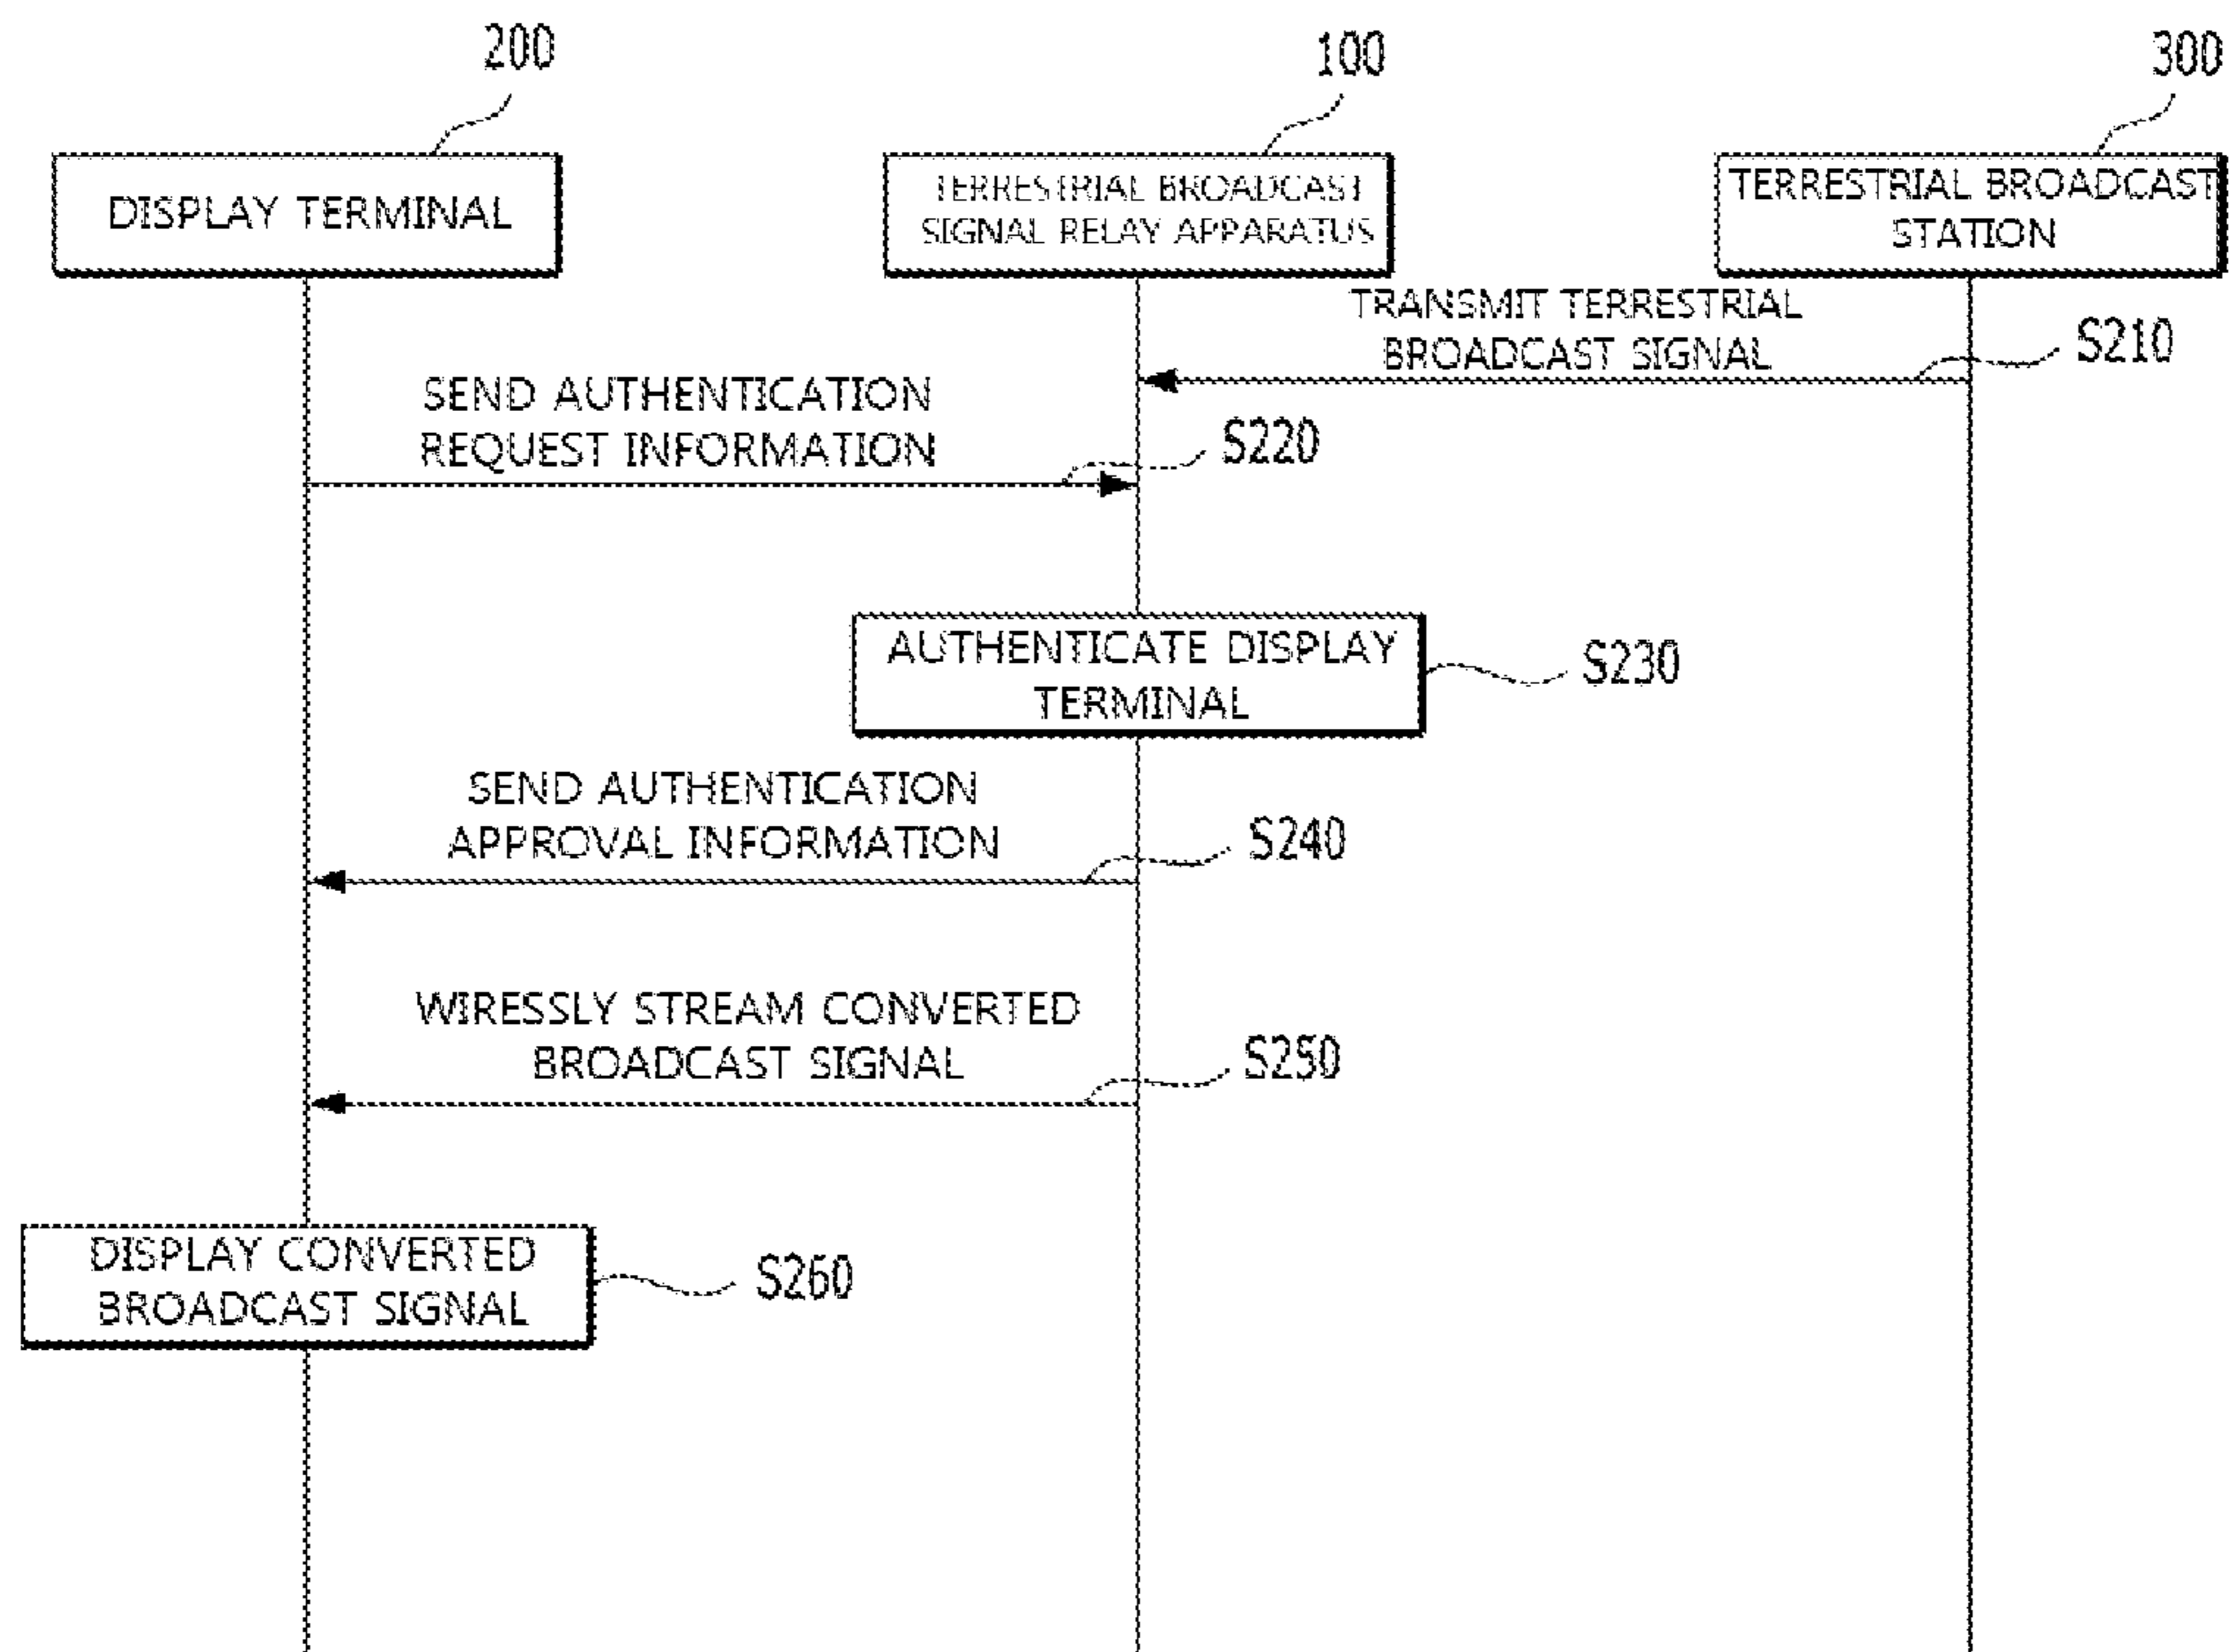 200
100
300
DISPLAY TERMINAL
TERRESTRIAL BROADCAST
SIGNAL RELAY APPARATUS
TERRESTRIAL BROADCAST
STATION
TRANSMIT TERRESTRIAL
BROADCAST SIGNAL
S210
SEND AUTHENTICATION
REQUEST INFORMATION
S220
AUTHENTICATE DISPLAY
TERMINAL
S230
SEND AUTHENTICATION
APPROVAL INFORMATION
S240
WIRESSLY STREAM CONVERTED
BROADCAST SIGNAL
S250
DISPLAY CONVERTED
BROADCAST SIGNAL
S260